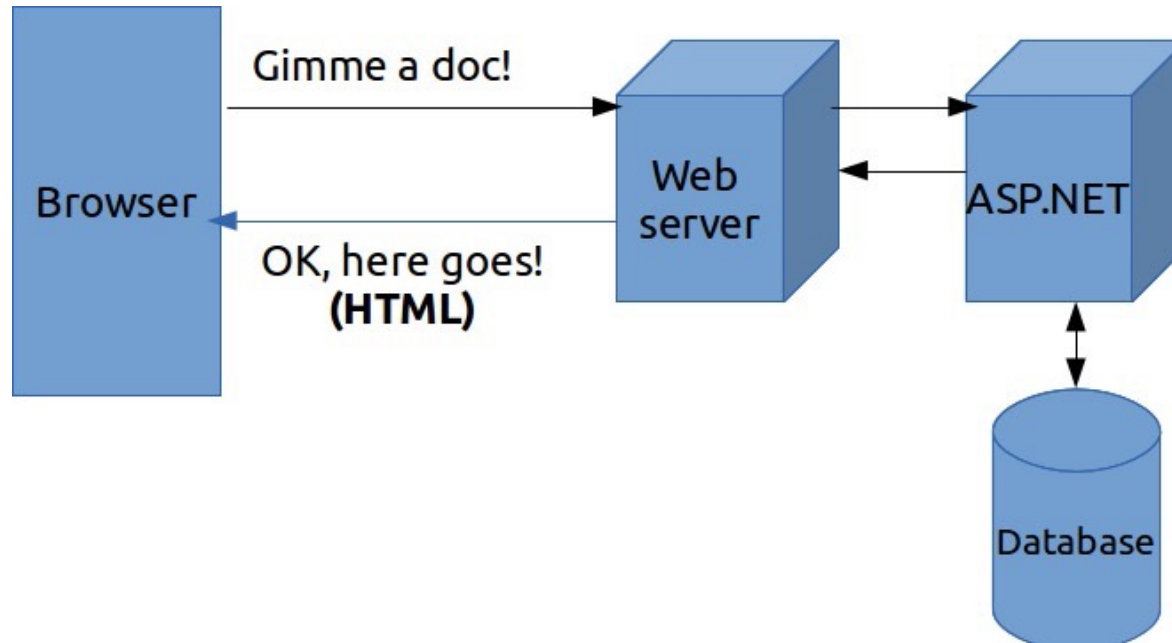 Gimme a doc!
Browser
Web
server
ASP.NET
OK, here goes!
(HTML)
Database